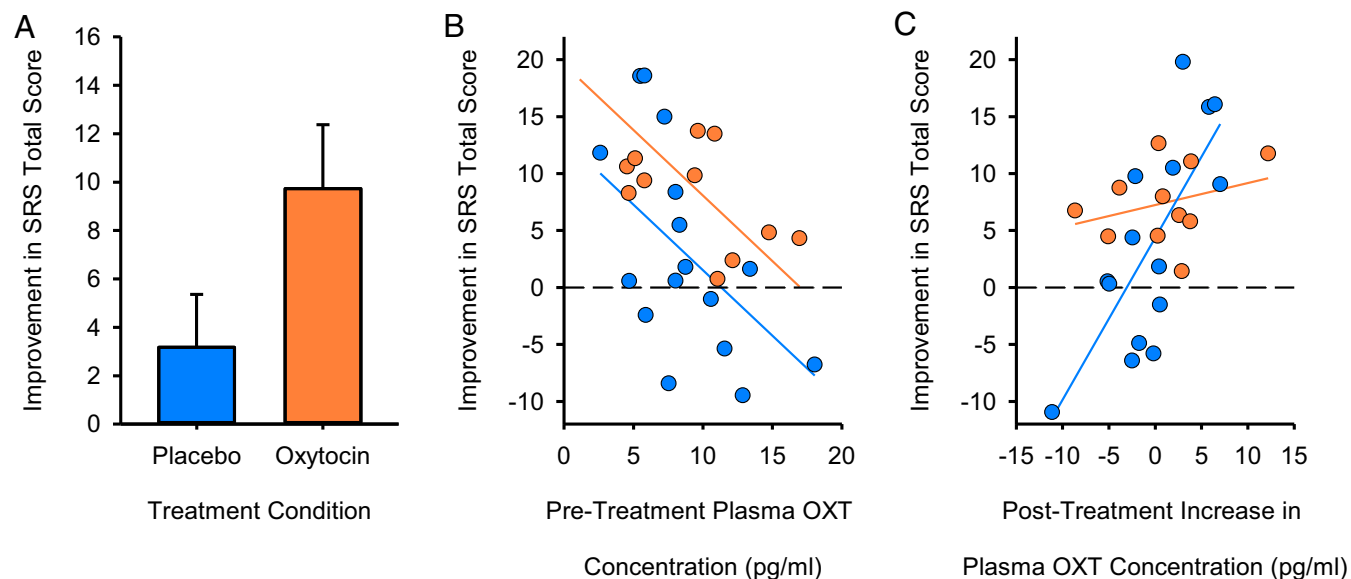 A
Improvement in SRS Total Score
16
14
12
10
8
6
4
2
0
Placebo Oxytocin
Treatment Condition
B
Improvement in SRS Total Score
20
15
10
5
0
-5
-10
0 5 10 15 20
Pre-Treatment Plasma OXT
Concentration (pg/ml)
C
Improvement in SRS Total Score
20
15
10
5
0
-5
-10
-15 -10 -5 0 5 10 15
Post-Treatment Increase in
Plasma OXT Concentration (pg/ml)